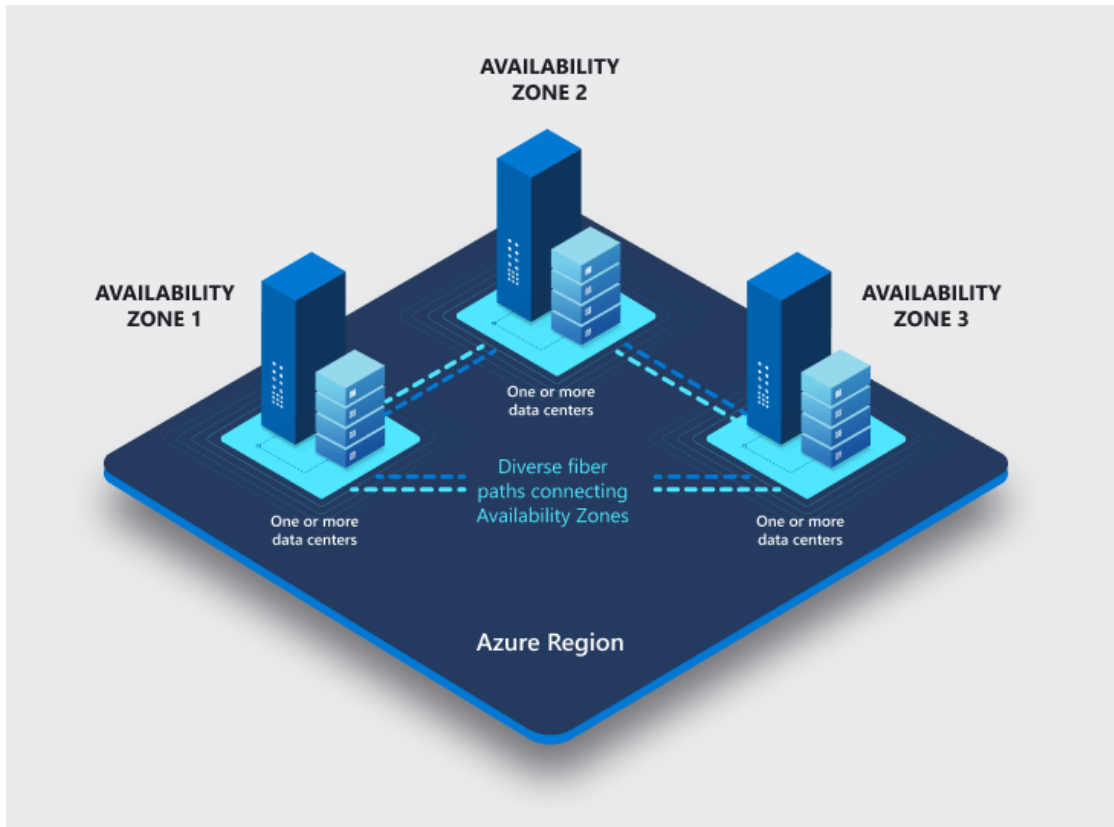 AVAILABILITY
ZONE 2
AVAILABILITY
ZONE 1
AVAILABILITY
ZONE 3
One or more
data centers
Diverse fiber
paths connecting
Availability Zones
One or more
data centers
One or more
data centers
Azure Region